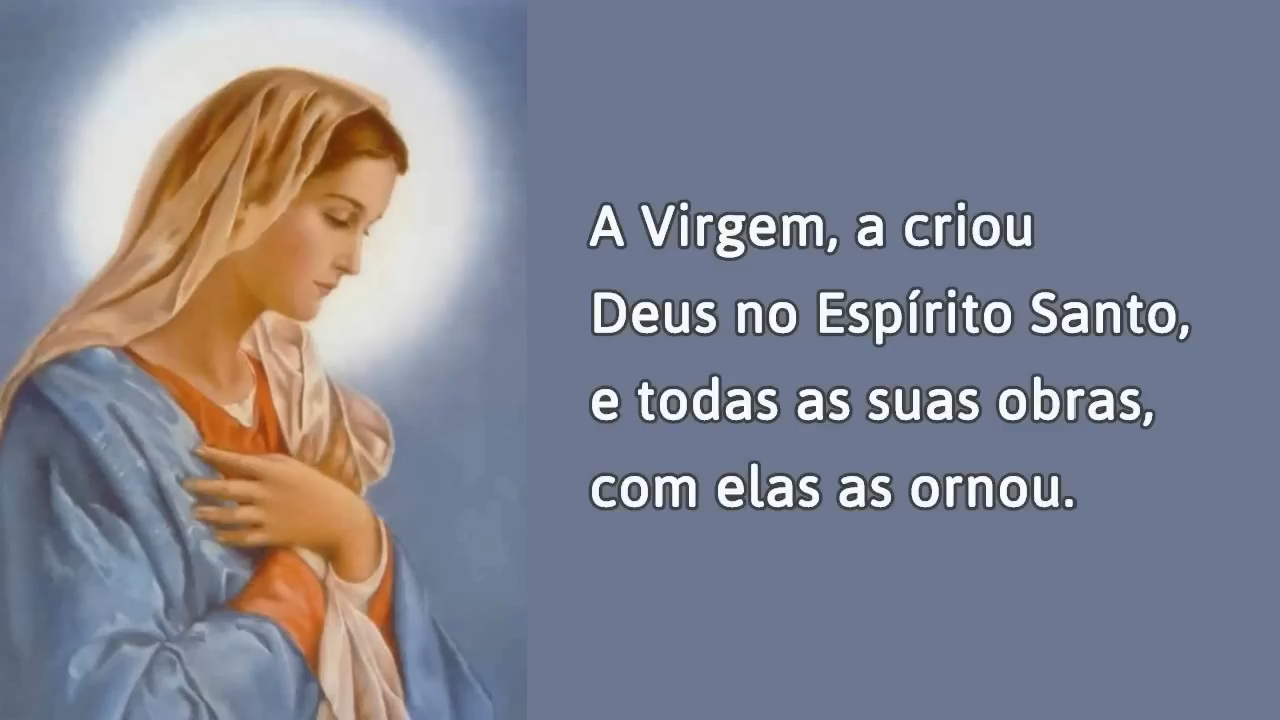 A Virgem, a criou
Deus no Espírito Santo,
e todas as suas obras,
com elas as ornou.